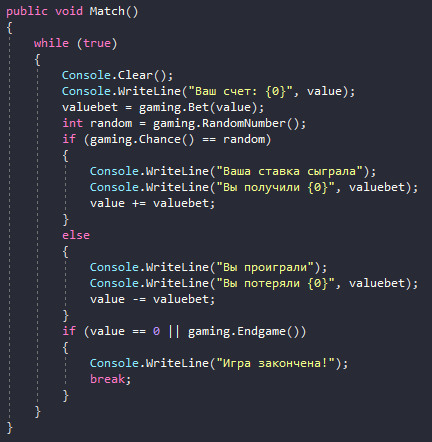 public void Match()
{
while (true)
{
Console.Clear();
Console.WriteLine("Ваш счет: {0}", value);
valuebet = gaming.Bet(value);
int random = gaming.RandomNumber();
if (gaming.Chance() == random)
{
Console.WriteLine("Ваша ставка сыграла");
Console.WriteLine("Вы получили {0}", valuebet);
value += valuebet;
}
else
{
Console.WriteLine("Вы проиграли");
Console.WriteLine("Вы потеряли {0}", valuebet);
value -= valuebet;
}
if (value == 0 || gaming.Endgame())
{
Console.WriteLine("Игра закончена!");
break;
}
}
}